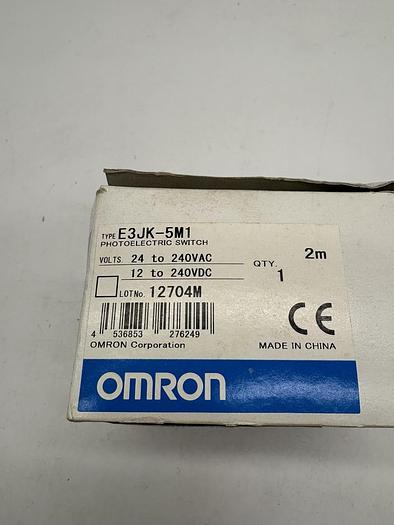 TYPE E3JK-5M1
PHOTOELECTRIC SWITCH
VOLTS. 24 to 240VAC
12 to 240VDC
2m
QTY. 1
LOT No. 12704M
4 536853 276249
CE
OMRON Corporation
MADE IN CHINA
OMRON